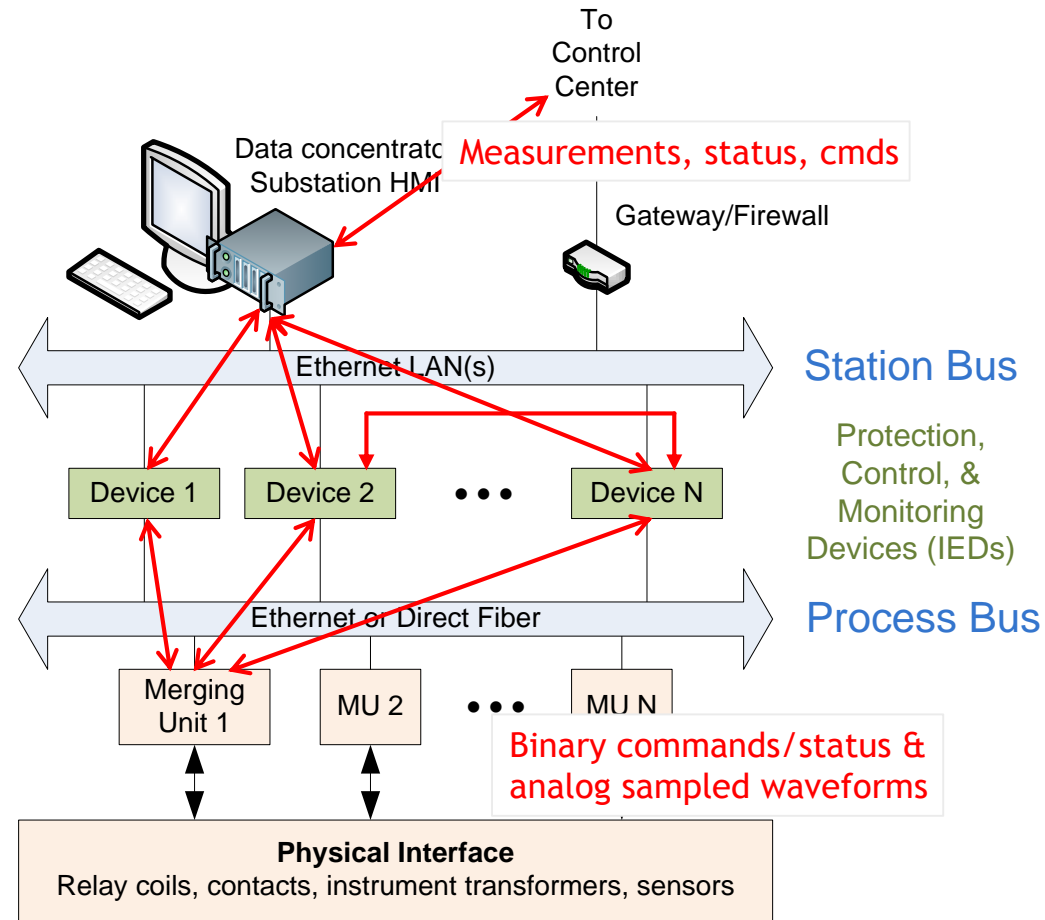 To
Control
Center
Data concentrato
Substation HMI
Measurements, status, cmds
Gateway/Firewall
Ethernet LAN(s)
Station Bus
Protection,
Control, &
Monitoring
Devices (IEDs)
Device 1
Device 2
•••
Device N
Ethernet or Direct Fiber
Process Bus
Merging
Unit 1
MU 2
•••
MU N
Binary commands/status &
analog sampled waveforms
Physical Interface
Relay coils, contacts, instrument transformers, sensors